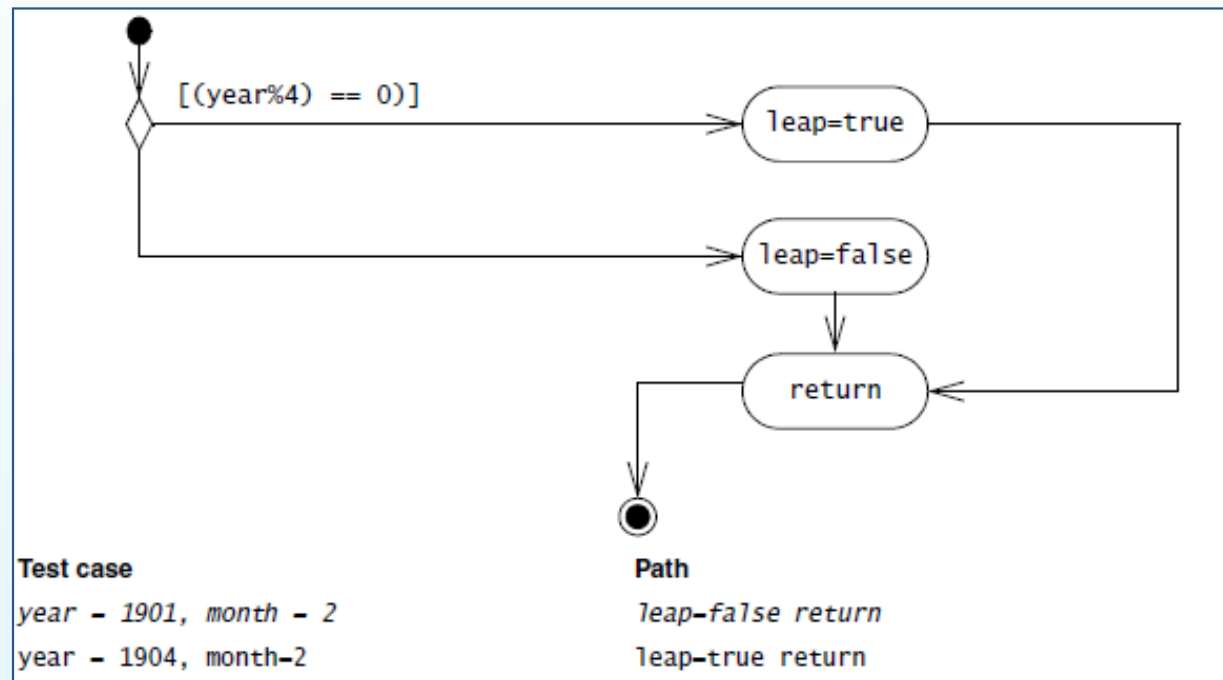 [(year%4) == 0)]
leap=true
leap=false
return
Test case Path
year - 1901, month - 2 leap-false return
year - 1904, month-2 leap-true return